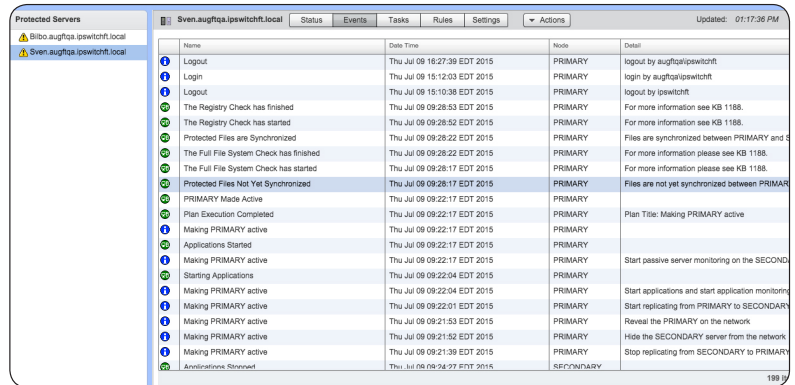 Protected Servers
Bilbo.augftqa.ipswitchft.local
Sven.augftqa.ipswitchft.local
Sven.augftqa.ipswitchft.local Status Events Tasks Rules Settings Actions Updated: 01:17:36 PM
Name Date Time Node Detail
Logout Thu Jul 09 16:27:39 EDT 2015 PRIMARY logout by augftqa\ipswitchft
Login Thu Jul 09 15:12:03 EDT 2015 PRIMARY login by augftqa\ipswitchft
Logout Thu Jul 09 15:10:38 EDT 2015 PRIMARY logout by ipswitchft
The Registry Check has finished Thu Jul 09 09:28:53 EDT 2015 PRIMARY For more information see KB 1188.
The Registry Check has started Thu Jul 09 09:28:52 EDT 2015 PRIMARY For more information see KB 1188.
Protected Files are Synchronized Thu Jul 09 09:28:22 EDT 2015 PRIMARY Files are synchronized between PRIMARY and S
The Full File System Check has finished Thu Jul 09 09:28:22 EDT 2015 PRIMARY For more information please see KB 1188.
The Full File System Check has started Thu Jul 09 09:28:17 EDT 2015 PRIMARY For more information please see KB 1188.
Protected Files Not Yet Synchronized Thu Jul 09 09:28:17 EDT 2015 PRIMARY Files are not yet synchronized between PRIMAR
PRIMARY Made Active Thu Jul 09 09:22:17 EDT 2015 PRIMARY
Plan Execution Completed Thu Jul 09 09:22:17 EDT 2015 PRIMARY Plan Title: Making PRIMARY active
Making PRIMARY active Thu Jul 09 09:22:17 EDT 2015 PRIMARY
Applications Started Thu Jul 09 09:22:17 EDT 2015 PRIMARY
Making PRIMARY active Thu Jul 09 09:22:17 EDT 2015 PRIMARY Start passive server monitoring on the SECONDA
Starting Applications Thu Jul 09 09:22:04 EDT 2015 PRIMARY
Making PRIMARY active Thu Jul 09 09:22:04 EDT 2015 PRIMARY Start applications and start application monitoring
Making PRIMARY active Thu Jul 09 09:22:01 EDT 2015 PRIMARY Start replicating from PRIMARY to SECONDARY
Making PRIMARY active Thu Jul 09 09:21:53 EDT 2015 PRIMARY Reveal the PRIMARY on the network
Making PRIMARY active Thu Jul 09 09:21:52 EDT 2015 PRIMARY Hide the SECONDARY server from the network
Making PRIMARY active Thu Jul 09 09:21:39 EDT 2015 PRIMARY Stop replicating from SECONDARY to PRIMARY
Applications Stopped Thu Jul 09 09:24:27 EDT 2015 SECONDARY
199 it